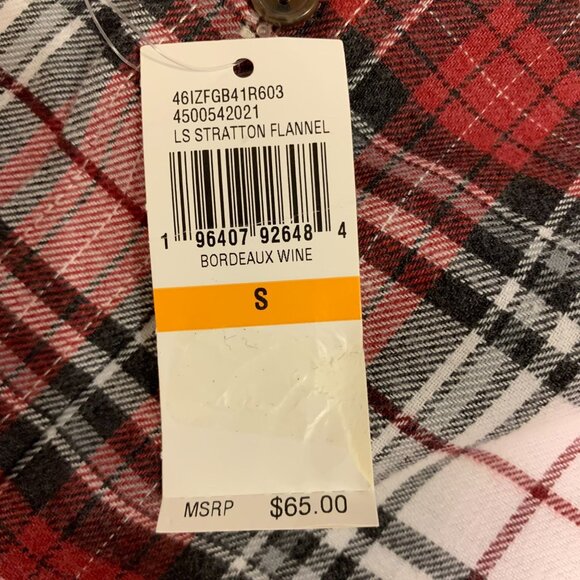 46IZFGB41R603
4500542021
LS STRATTON FLANNEL
1 96407 92648 4
BORDEAUX WINE
S
MSRP $65.00